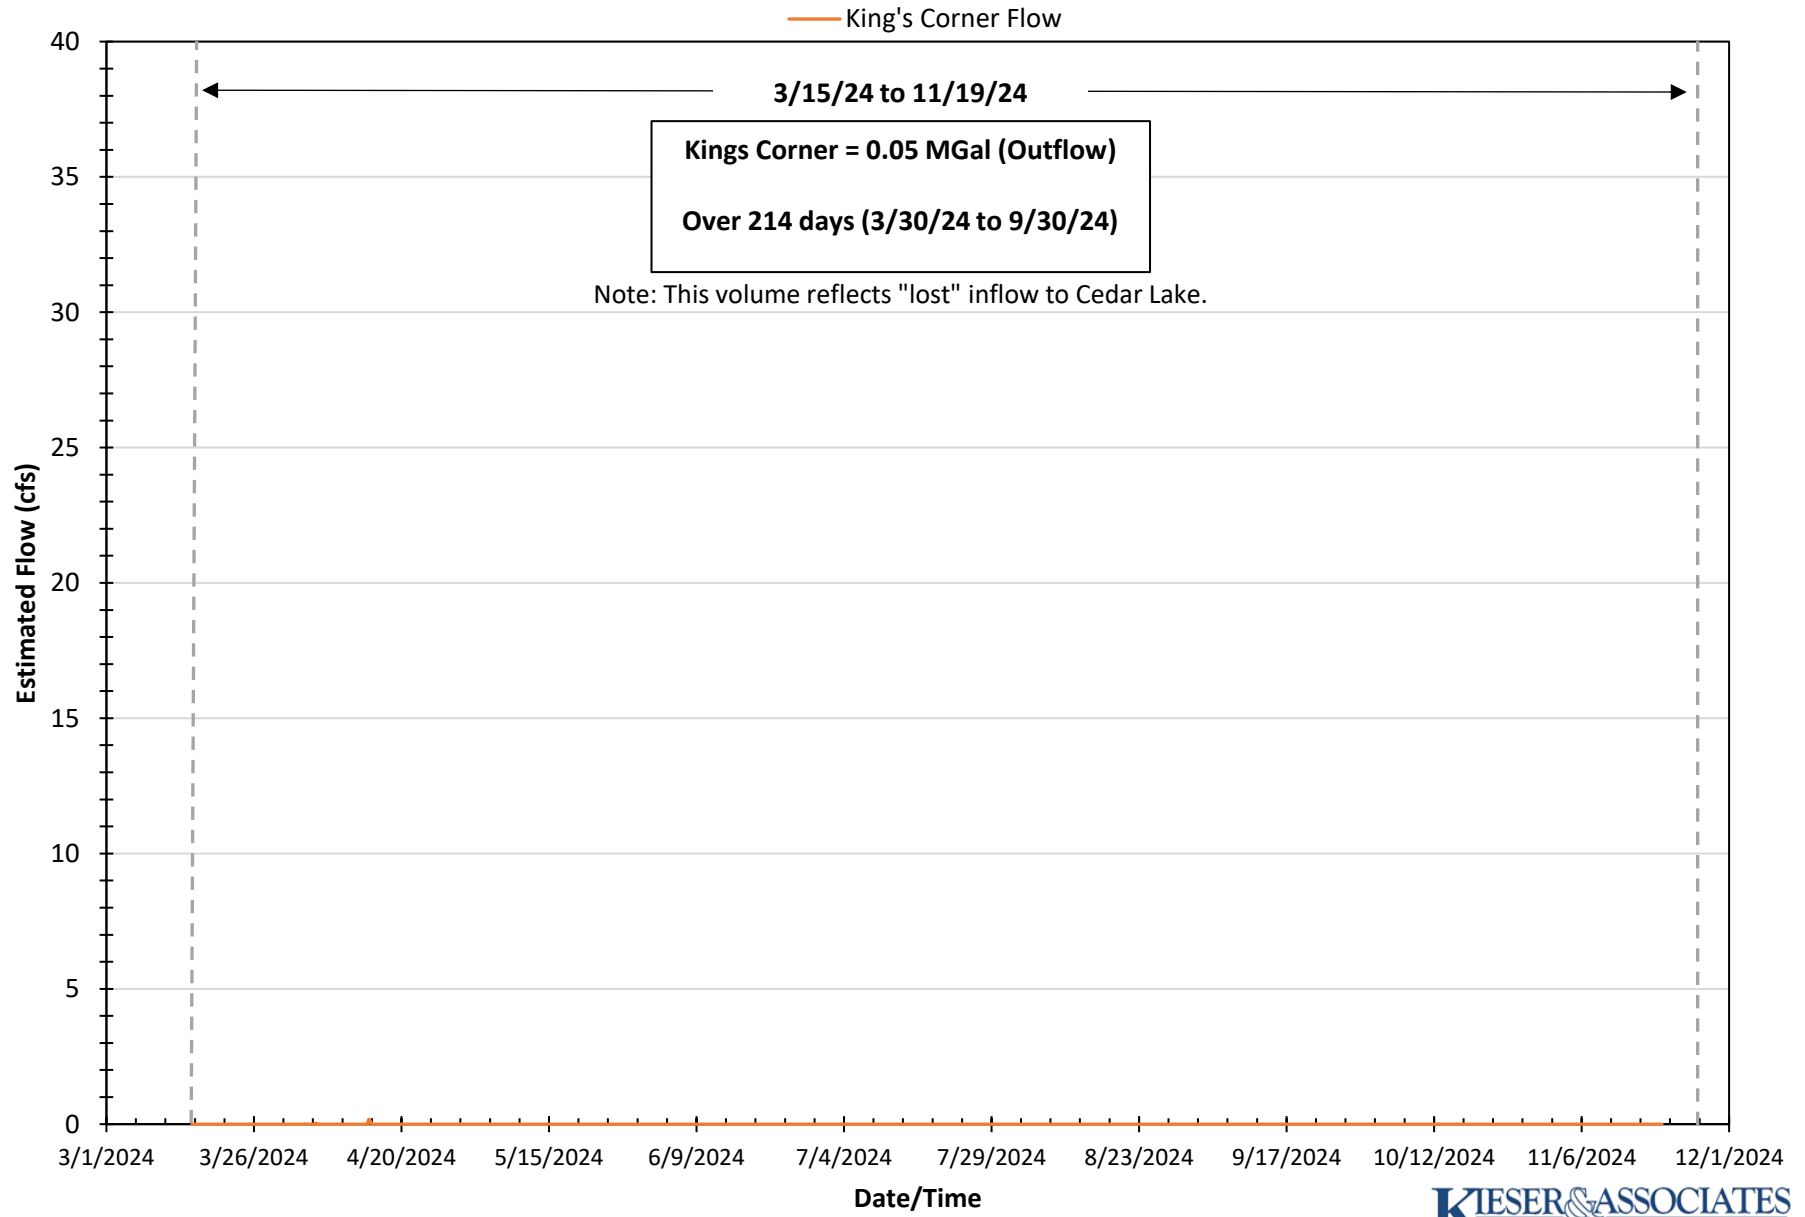 King's Corner Flow
40
3/15/24 to 11/19/24
Kings Corner = 0.05 MGal (Outflow)
35
Over 214 days (3/30/24 to 9/30/24)
Note: This volume reflects "lost" inflow to Cedar Lake.
30
25
20
15
10
5
0
Estimated Flow (cfs)
3/1/2024 3/26/2024 4/20/2024 5/15/2024 6/9/2024 7/4/2024 7/29/2024 8/23/2024 9/17/2024 10/12/2024 11/6/2024 12/1/2024
Date/Time
KIESER&ASSOCIATES